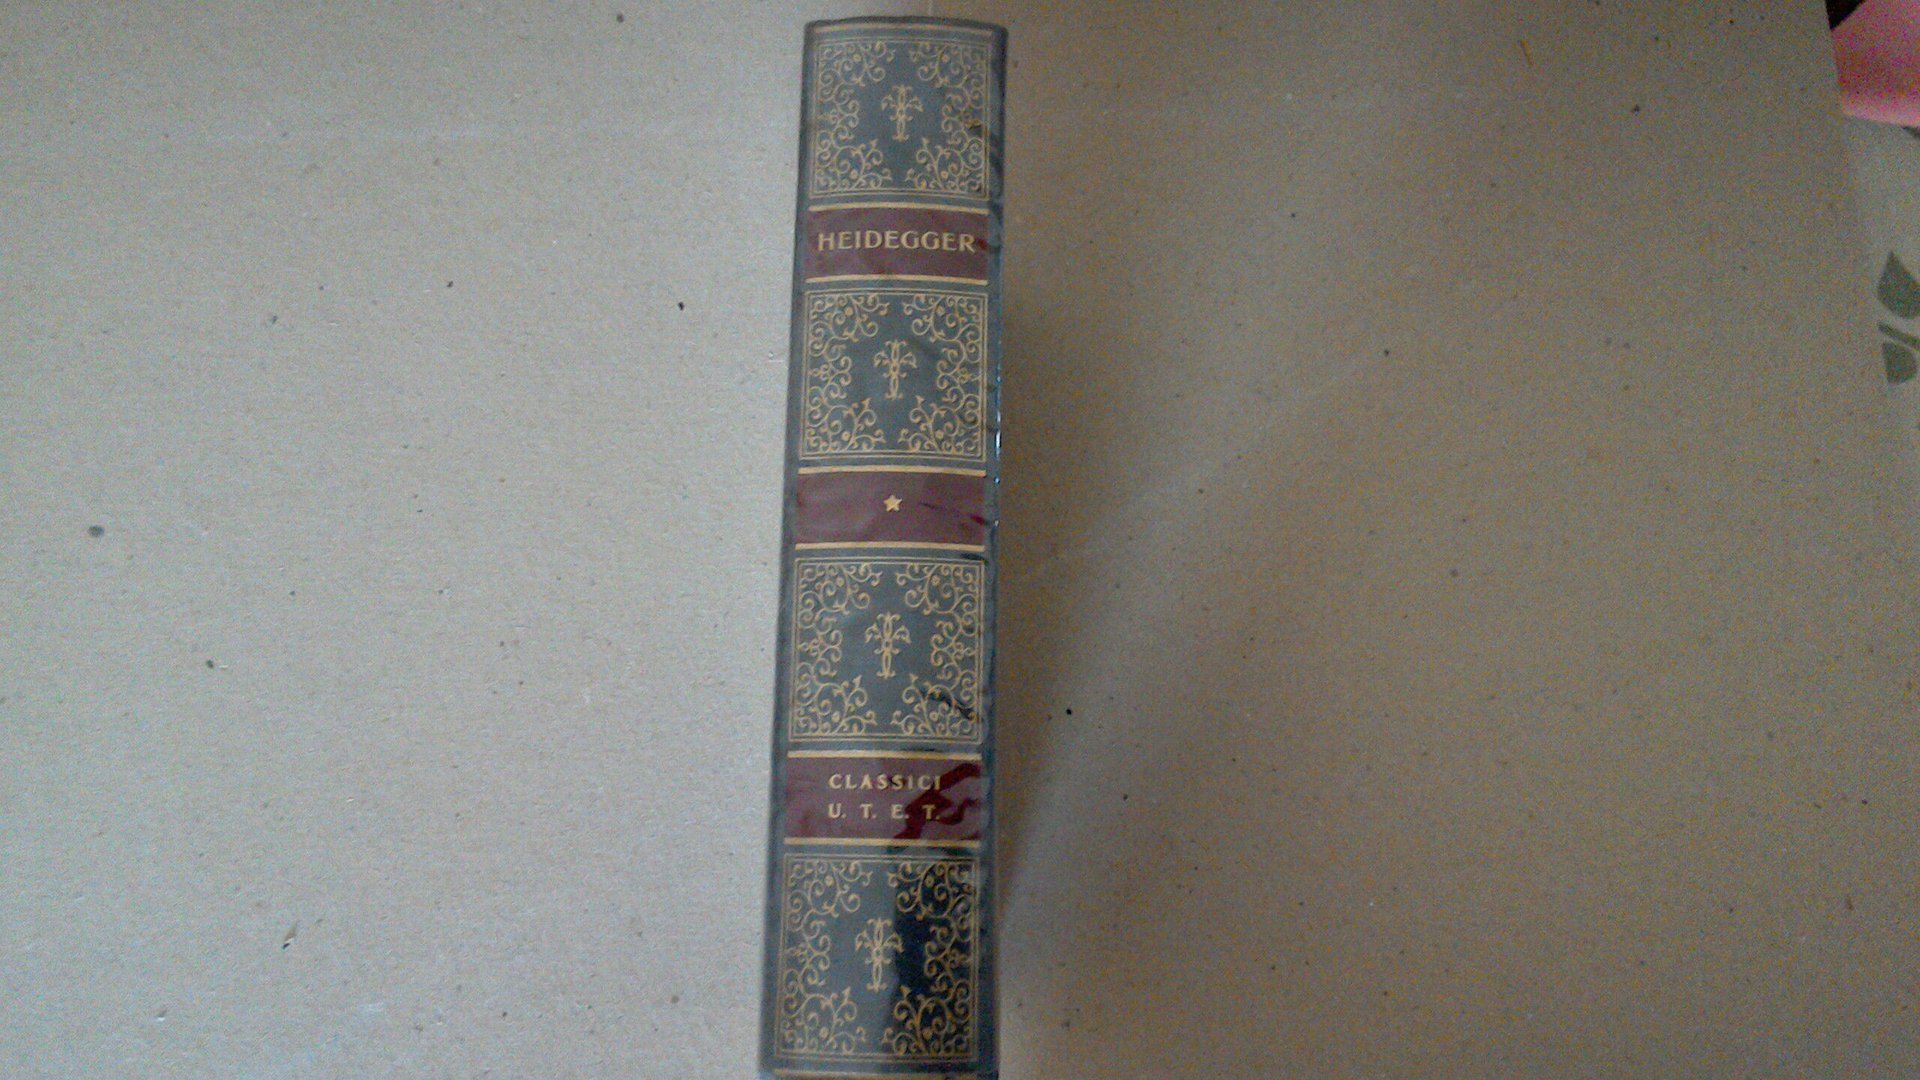 HEIDEGGER
CLASSICI
U. T. E. T.